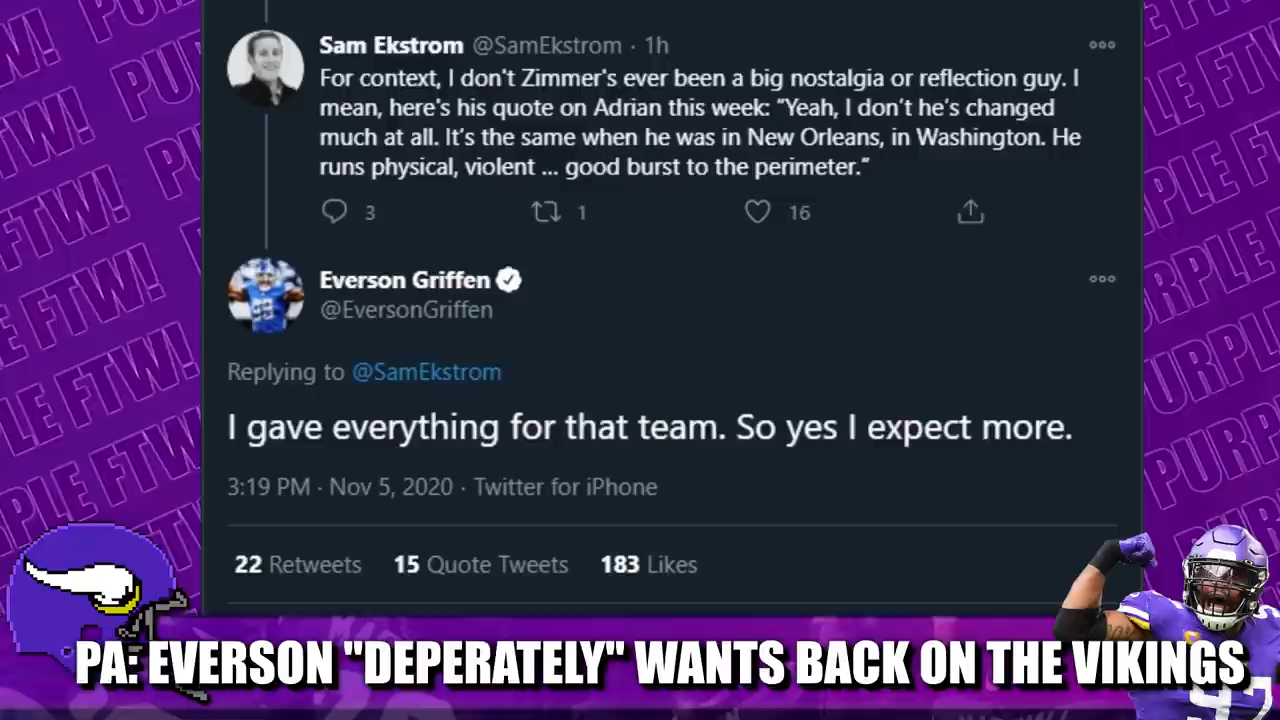 Sam Ekstrom @SamEkstrom · 1h
For context, I don't Zimmer's ever been a big nostalgia or reflection guy. I
mean, here's his quote on Adrian this week: "Yeah, I don't he's changed
much at all. It's the same when he was in New Orleans, in Washington. He
runs physical, violent ... good burst to the perimeter."
3 1 16
Everson Griffen
@EversonGriffen
Replying to @SamEkstrom
I gave everything for that team. So yes I expect more.
3:19 PM · Nov 5, 2020 · Twitter for iPhone
22 Retweets 15 Quote Tweets 183 Likes
PA: EVERSON "DEPERATELY" WANTS BACK ON THE VIKINGS